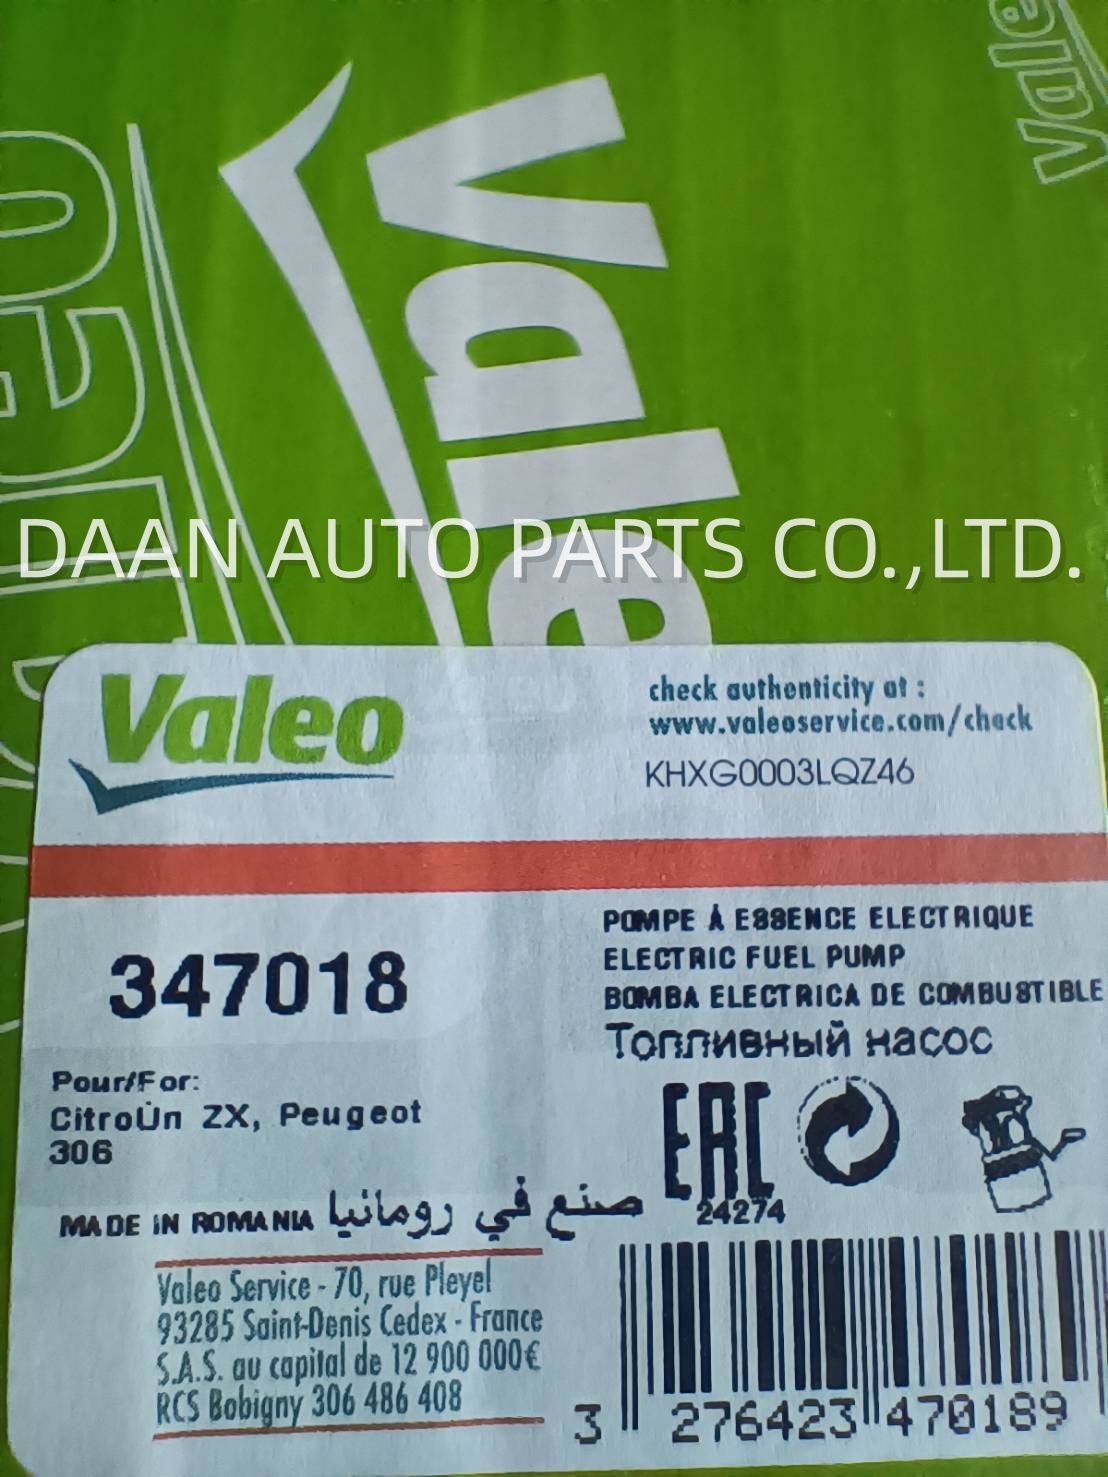 Vale
Valeo
Vale
DAAN AUTO PARTS CO.,LTD.
Valeo
check authenticity at :
www.valeoservice.com/check
KHXG0003LQZ46
347018
POMPE À ESSENCE ELECTRIQUE
ELECTRIC FUEL PUMP
BOMBA ELECTRICA DE COMBUSTIBLE
Топливный насос
Pour/For:
CitroÙn ZX, Peugeot
306
EAC
24274
MADE IN ROMANIA صنع في رومانيا
Valeo Service - 70, rue Pleyel
93285 Saint-Denis Cedex - France
S.A.S. au capital de 12 900 000€
RCS Bobigny 306 486 408
3 276423 470189